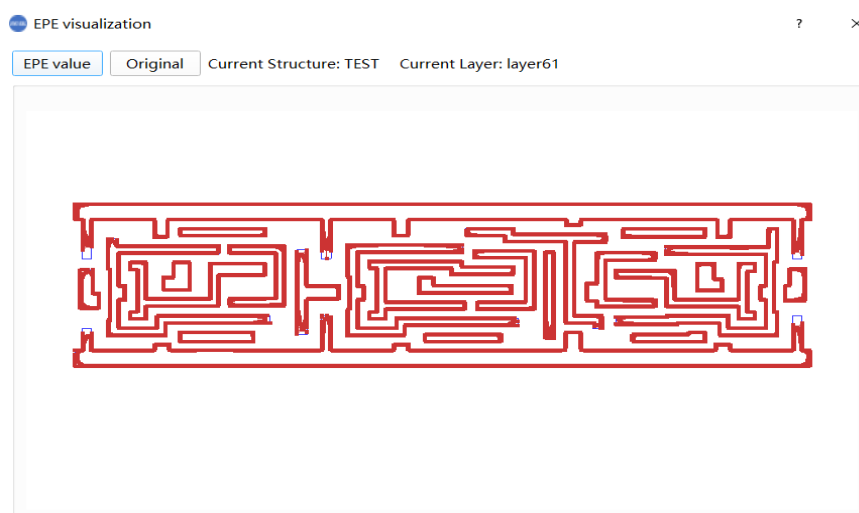 EPE visualization
?
EPE value Original Current Structure: TEST Current Layer: layer61